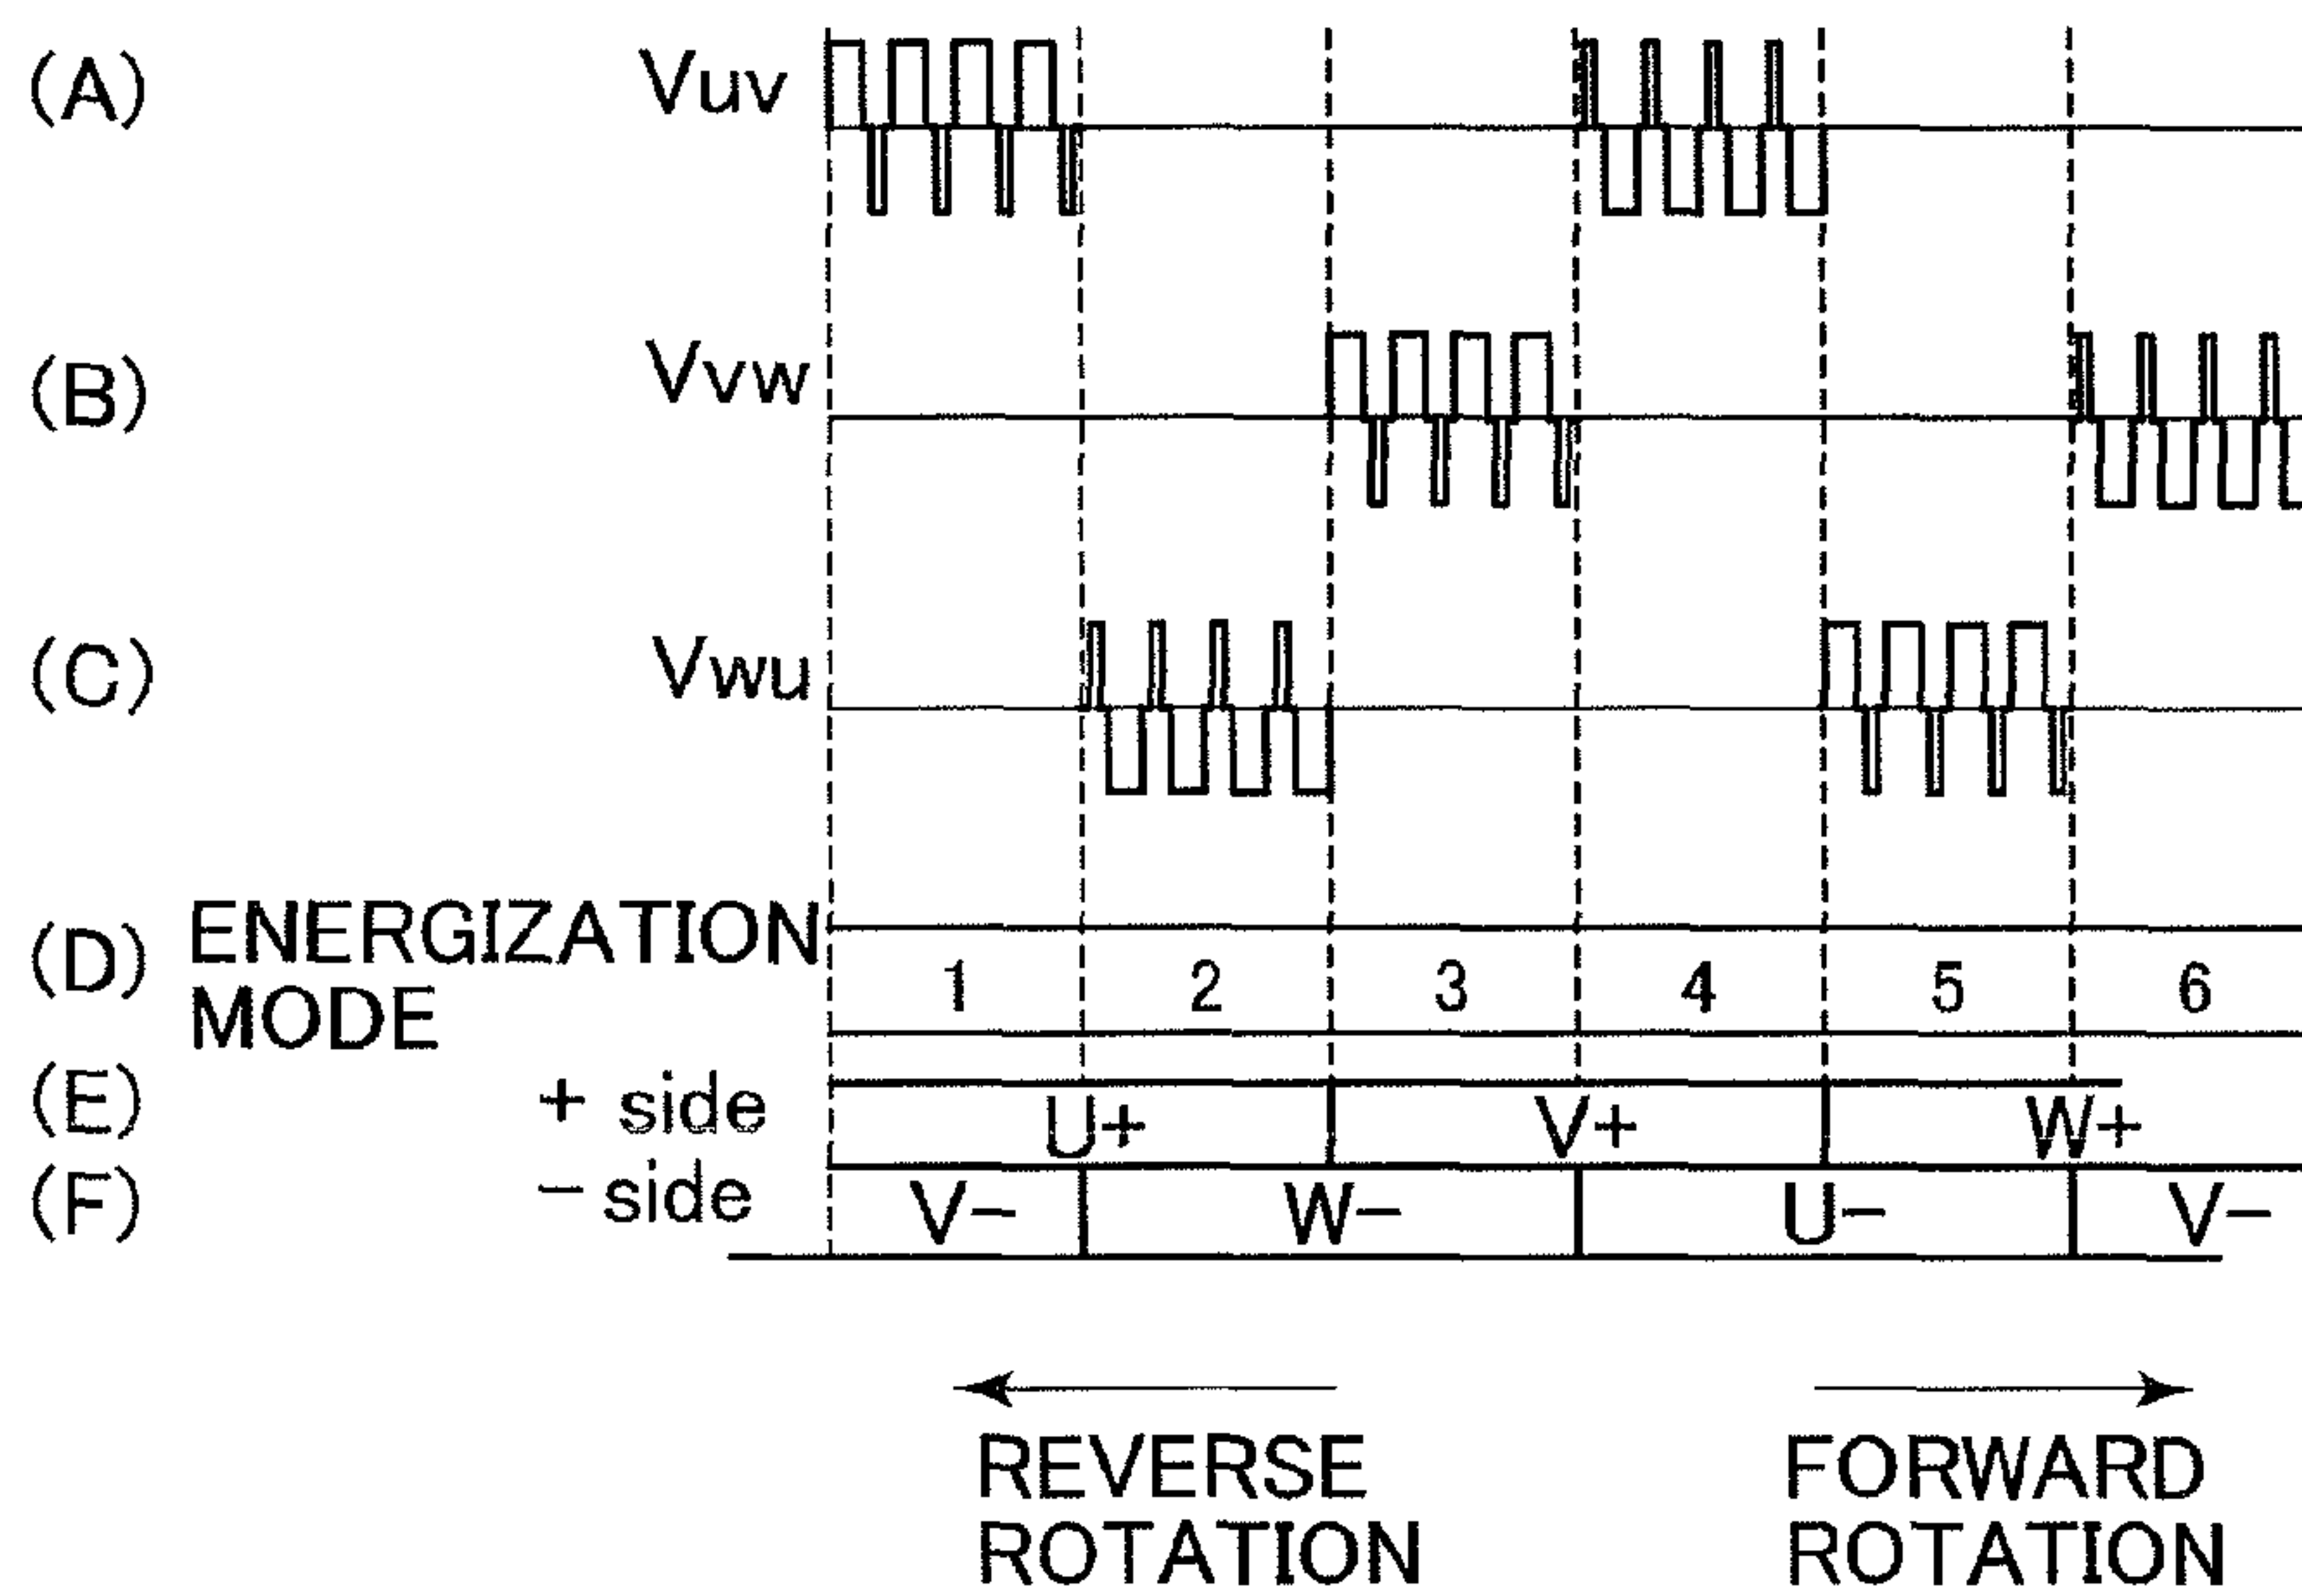 (A) Vuv
(B) Vvw
(C) Vwu
(D) ENERGIZATION
MODE
1 2 3 4 5 6
(E) + side U+ V+ W+
(F) − side V− W− U− V−
REVERSE
ROTATION
FORWARD
ROTATION